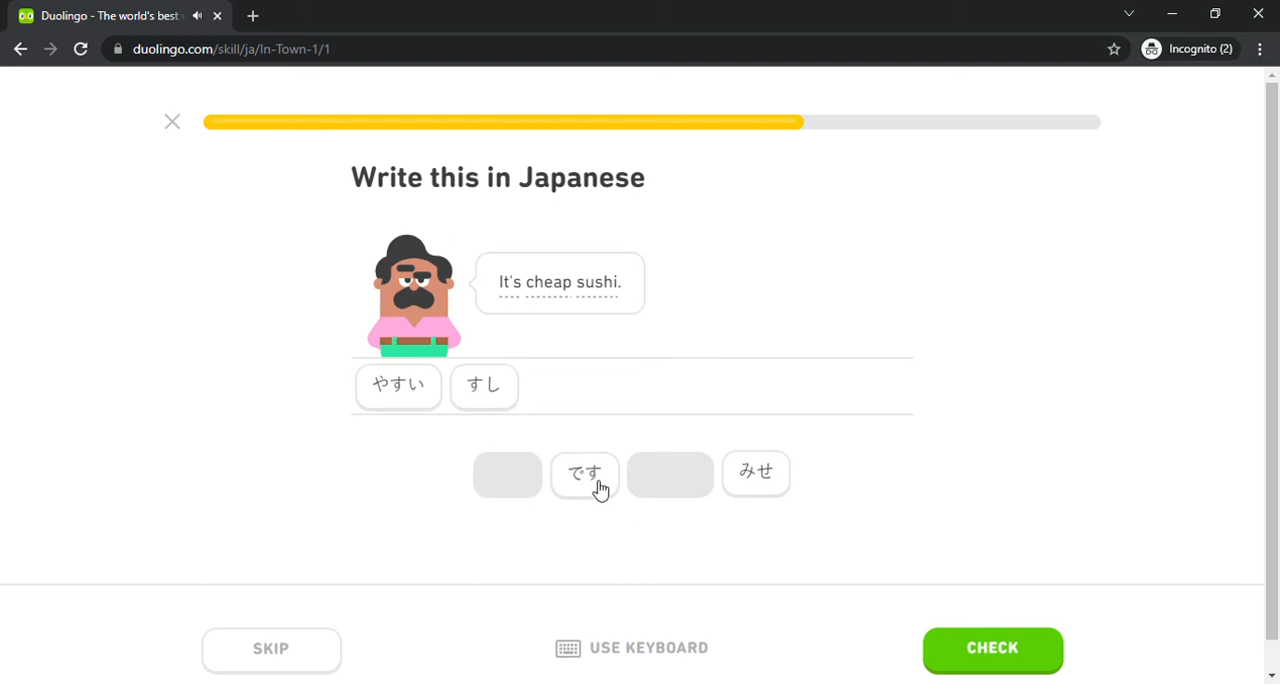 Duolingo - The world's best
duolingo.com/skill/ja/In-Town-1/1
Incognito (2)
Write this in Japanese
It's cheap sushi.
やすい すし
です みせ
SKIP USE KEYBOARD CHECK